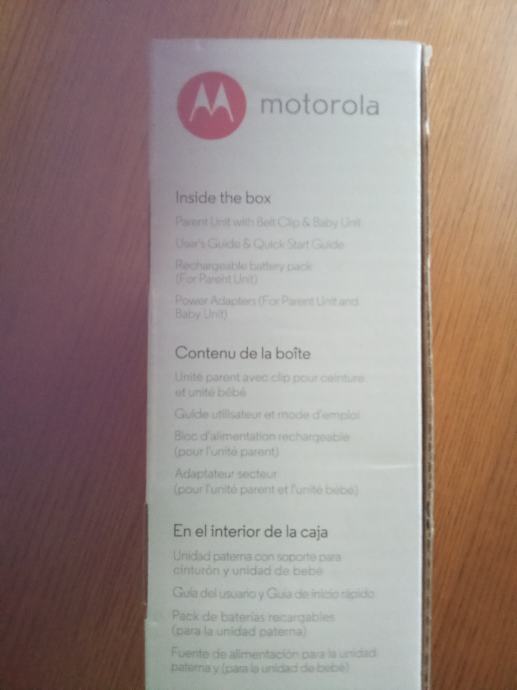 motorola
Inside the box
Parent Unit with Belt Clip & Baby Unit
User's Guide & Quick Start Guide
Rechargeable battery pack
(For Parent Unit)
Power Adapters (For Parent Unit and
Baby Unit)
Contenu de la boîte
Unité parent avec clip pour ceinture
et unité bébé
Guide utilisateur et mode d'emploi
Bloc d'alimentation rechargeable
(pour l'unité parent)
Adaptateur secteur
(pour l'unité parent et l'unité bébé)
En el interior de la caja
Unidad paterna con soporte para
cinturón y unidad de bebé
Guía del usuario y Guía de inicio rápido
Pack de baterías recargables
(para la unidad paterna)
Fuente de alimentación para la unidad
paterna y (para la unidad de bebé)